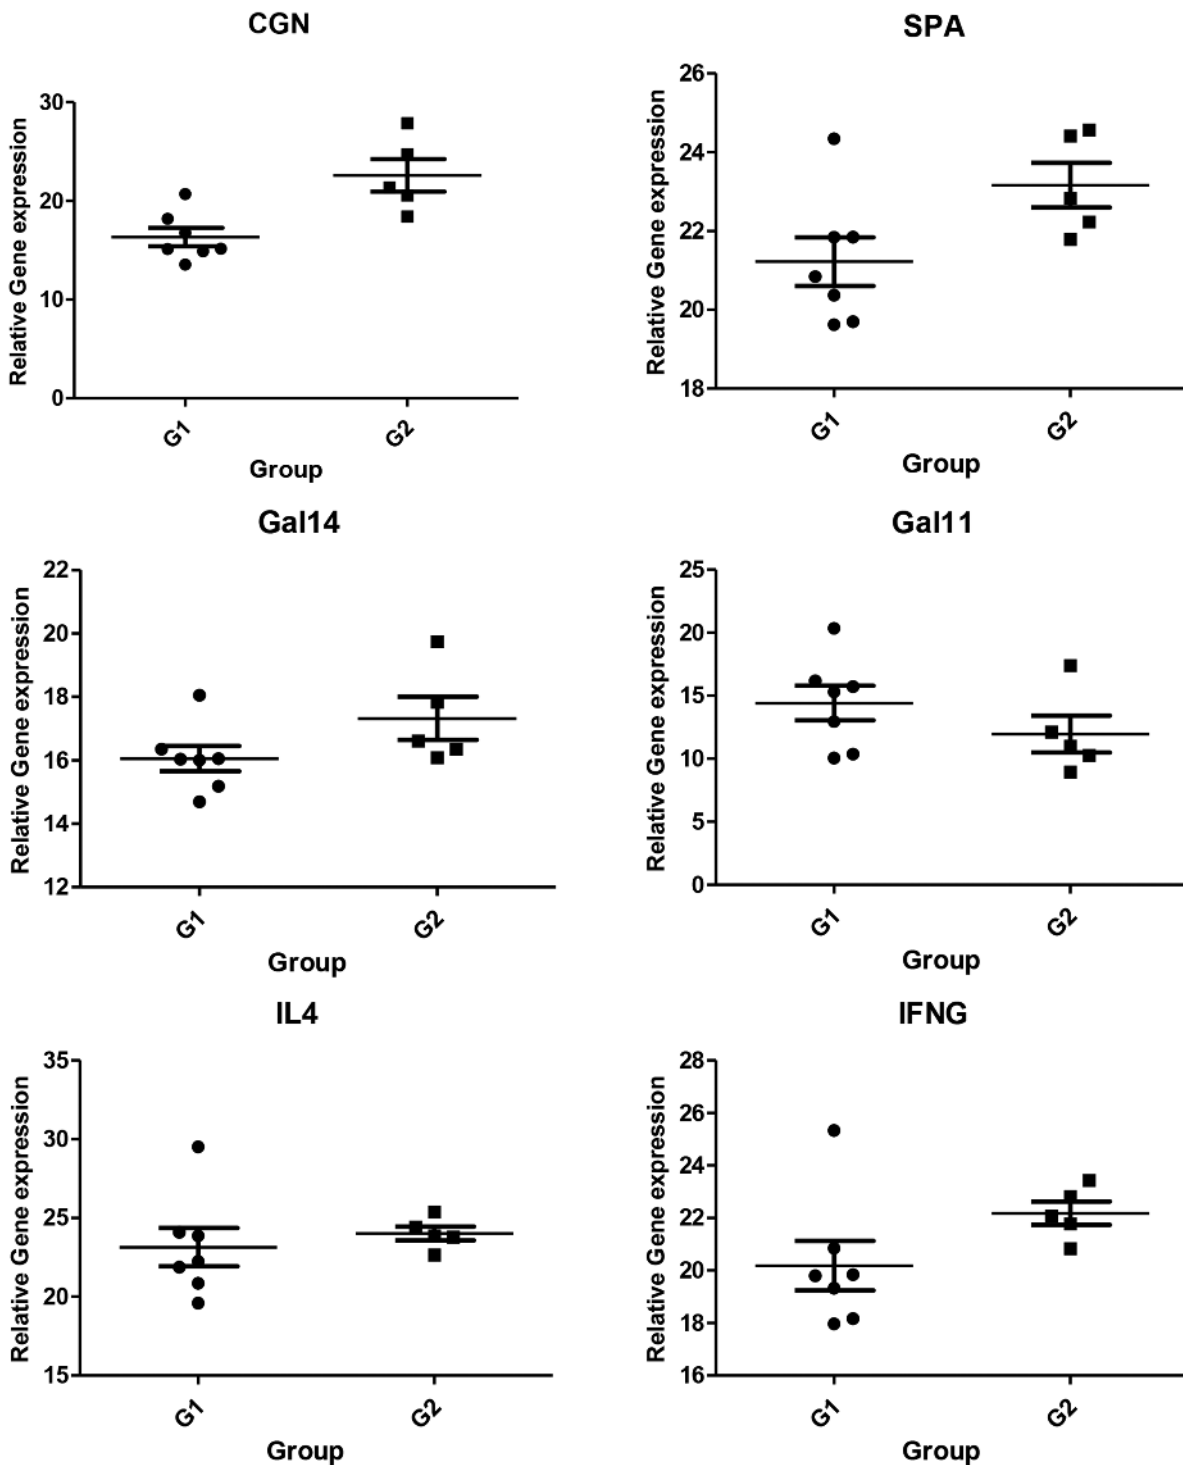 CGN
Relative Gene expression
30
20
10
0
G1
G2
Group
SPA
Relative Gene expression
26
24
22
20
18
G1
G2
Group
Gal14
Relative Gene expression
22
20
18
16
14
12
G1
G2
Group
Gal11
Relative Gene expression
25
20
15
10
5
0
G1
G2
Group
IL4
Relative Gene expression
35
30
25
20
15
G1
G2
Group
IFNG
Relative Gene expression
28
26
24
22
20
18
16
G1
G2
Group